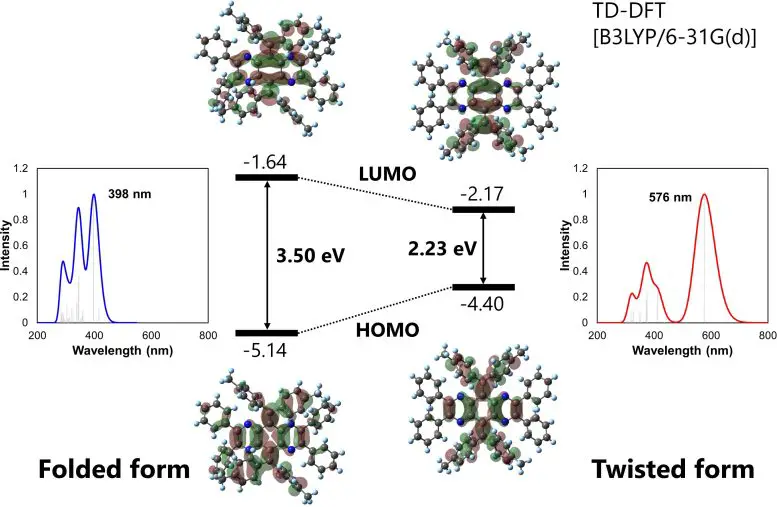 TD-DFT
[B3LYP/6-31G(d)]
-1.64
LUMO
-2.17
3.50 eV
2.23 eV
-4.40
HOMO
-5.14
1.2
1
0.8
0.6
0.4
0.2
0
Intensity
398 nm
200
400
600
800
Wavelength (nm)
1.2
1
0.8
0.6
0.4
0.2
0
Intensity
576 nm
200
400
600
800
Wavelength (nm)
Folded form
Twisted form